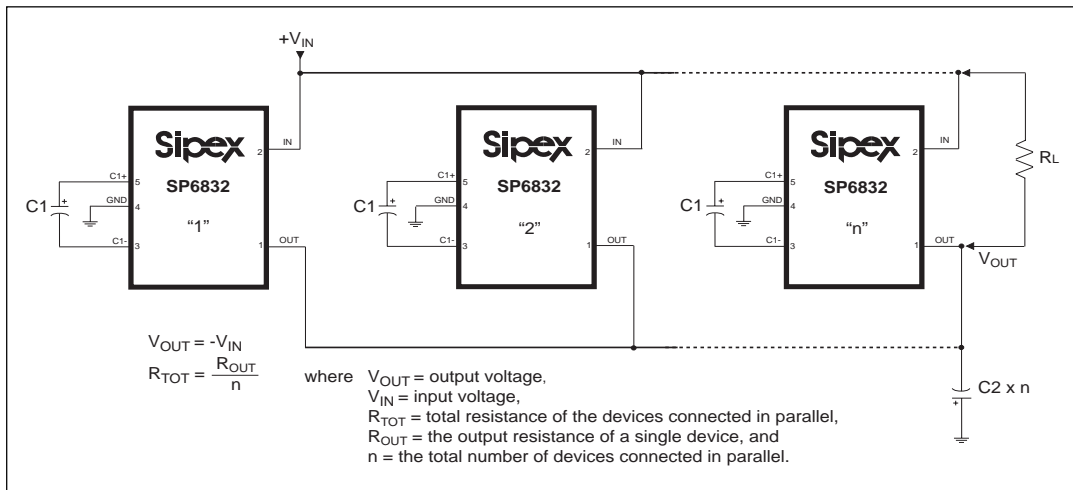 +VIN
IN
2
Sipex
SP6832
"1"
C1+
5
GND
4
C1-
3
C1
1
OUT
IN
2
Sipex
SP6832
"2"
C1+
5
GND
4
C1-
3
C1
1
OUT
IN
2
Sipex
SP6832
"n"
C1+
5
GND
4
C1-
3
C1
1
OUT
RL
VOUT
VOUT = -VIN
RTOT = ROUT
n
where VOUT = output voltage,
VIN = input voltage,
RTOT = total resistance of the devices connected in parallel,
ROUT = the output resistance of a single device, and
n = the total number of devices connected in parallel.
C2 x n
+